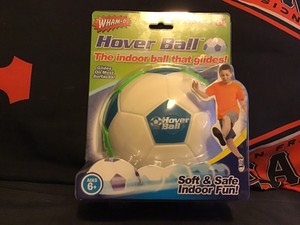 WHAM-O
Hover Ball
The indoor ball that glides!
Hover
Ball
AGES
6+
Soft & Safe
Indoor Fun!